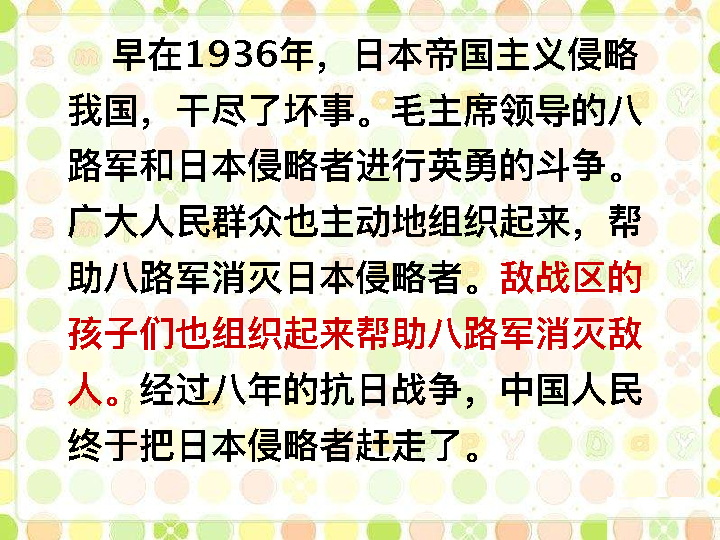 早在1936年，日本帝国主义侵略
我国，干尽了坏事。毛主席领导的八
路军和日本侵略者进行英勇的斗争。
广大人民群众也主动地组织起来，帮
助八路军消灭日本侵略者。敌战区的
孩子们也组织起来帮助八路军消灭敌
人。经过八年的抗日战争，中国人民
终于把日本侵略者赶走了。